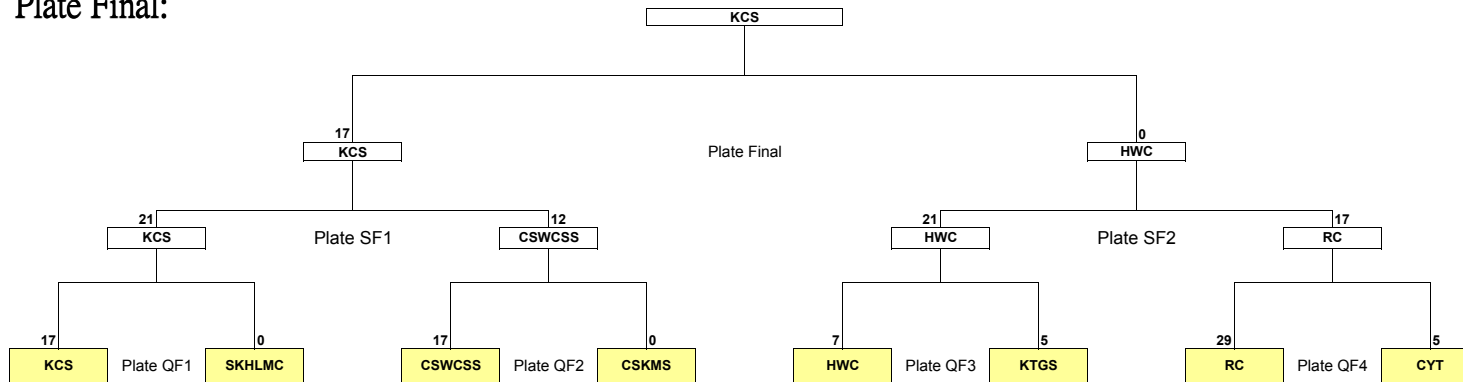 Plate Final:
KCS
17 0
KCS Plate Final HWC
21 12 21 17
KCS Plate SF1 CSWCSS HWC Plate SF2 RC
17 0 17 0 7 5 29 5
KCS Plate QF1 SKHLMC CSWCSS Plate QF2 CSKMS HWC Plate QF3 KTGS RC Plate QF4 CYT